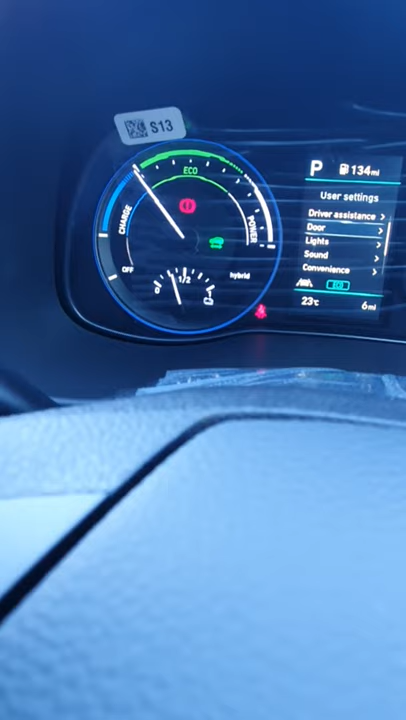 S13
ECO
CHARGE
POWER
OFF
hybrid
0
1/2
P
134mi
User settings
Driver assistance >
Door >
Lights >
Sound >
Convenience >
ECO
23°C
6mi